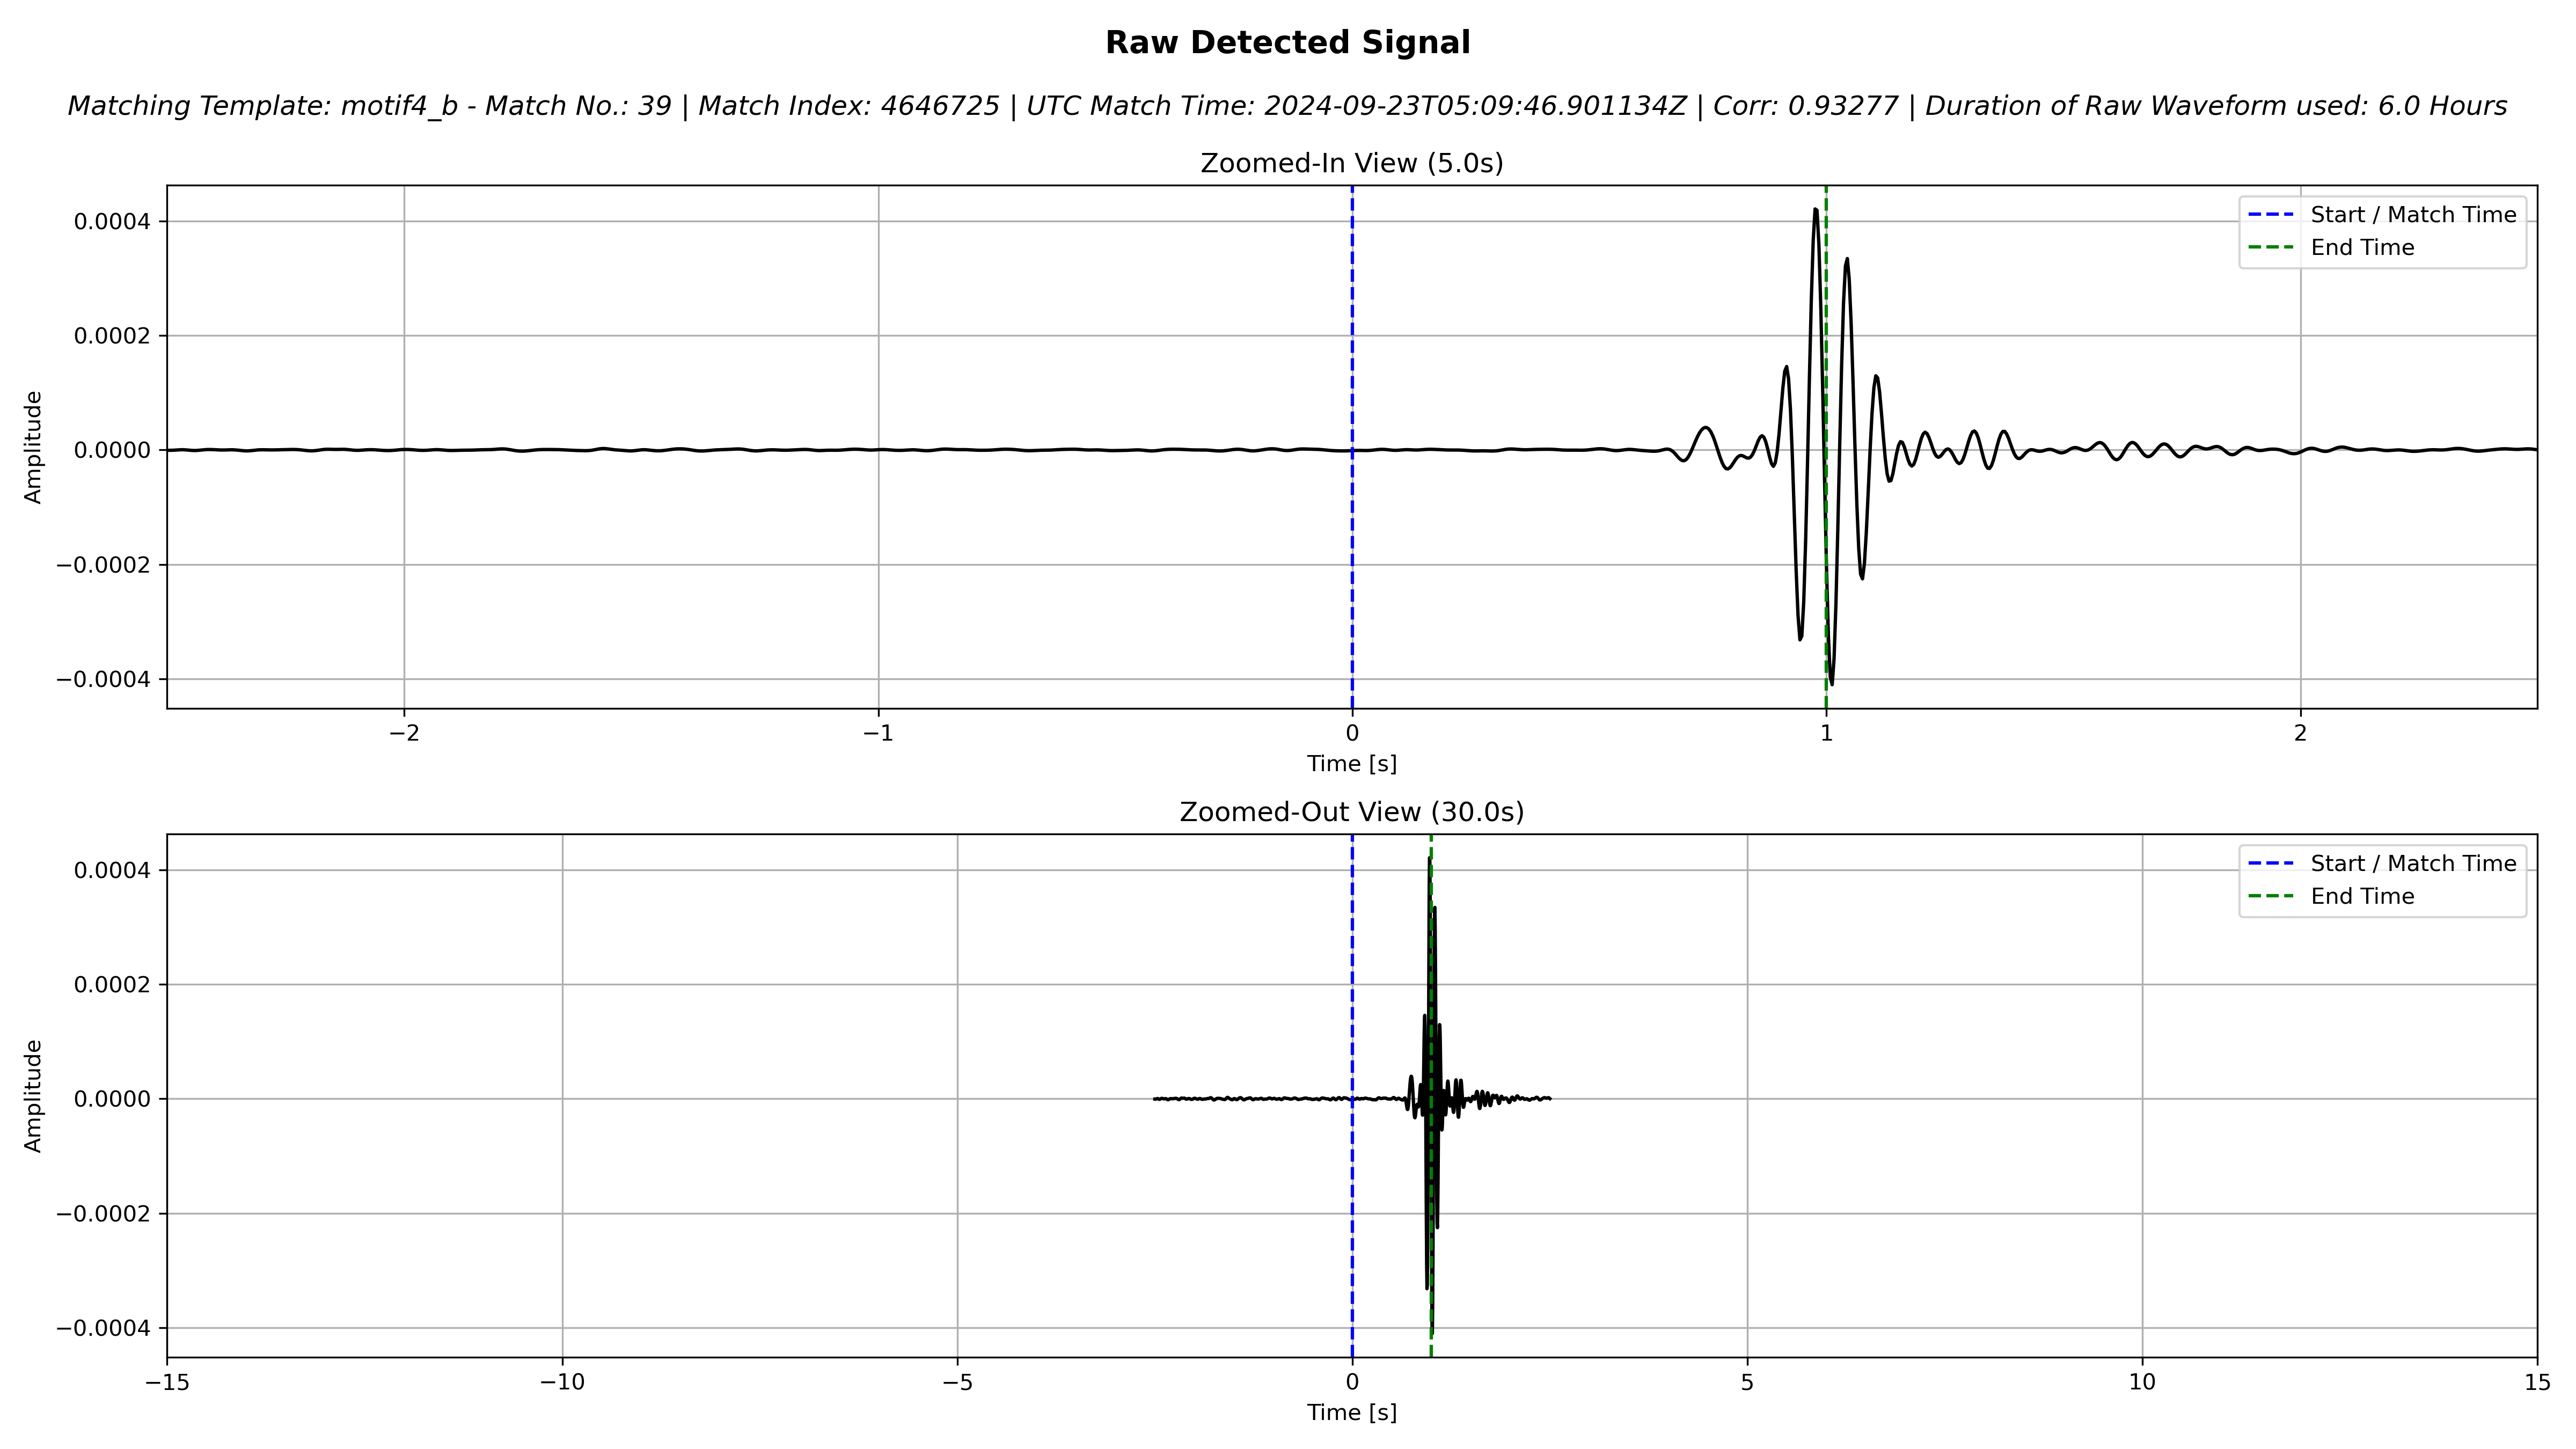 Raw Detected Signal
Matching Template: motif4_b - Match No.: 39 | Match Index: 4646725 | UTC Match Time: 2024-09-23T05:09:46.901134Z | Corr: 0.93277 | Duration of Raw Waveform used: 6.0 Hours
Zoomed-In View (5.0s)
Start / Match Time
End Time
0.0004
0.0002
0.0000
−0.0002
−0.0004
Amplitude
−2 −1 0 1 2
Time [s]
Zoomed-Out View (30.0s)
Start / Match Time
End Time
0.0004
0.0002
0.0000
−0.0002
−0.0004
Amplitude
−15 −10 −5 0 5 10 15
Time [s]